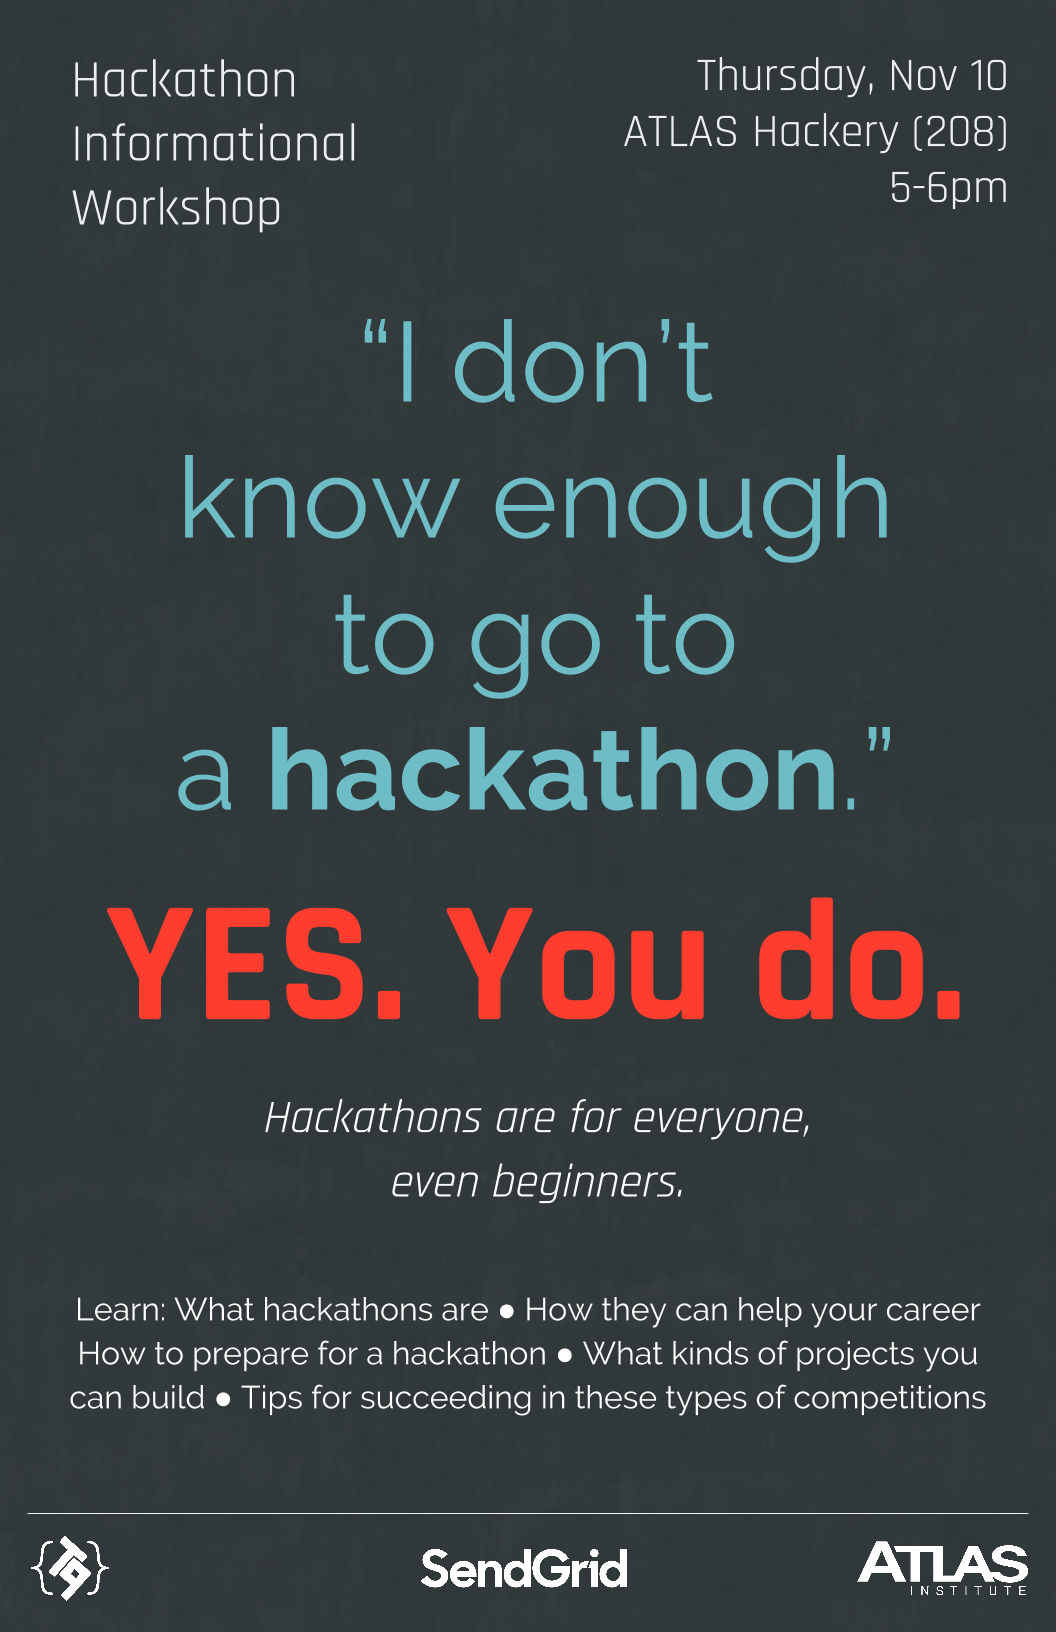 Hackathon
Informational
Workshop
Thursday, Nov 10
ATLAS Hackery (208)
5-6pm
“I don’t
know enough
to go to
a hackathon.”
YES. You do.
Hackathons are for everyone,
even beginners.
Learn: What hackathons are ● How they can help your career
How to prepare for a hackathon ● What kinds of projects you
can build ● Tips for succeeding in these types of competitions
SendGrid
ATLAS
INSTITUTE